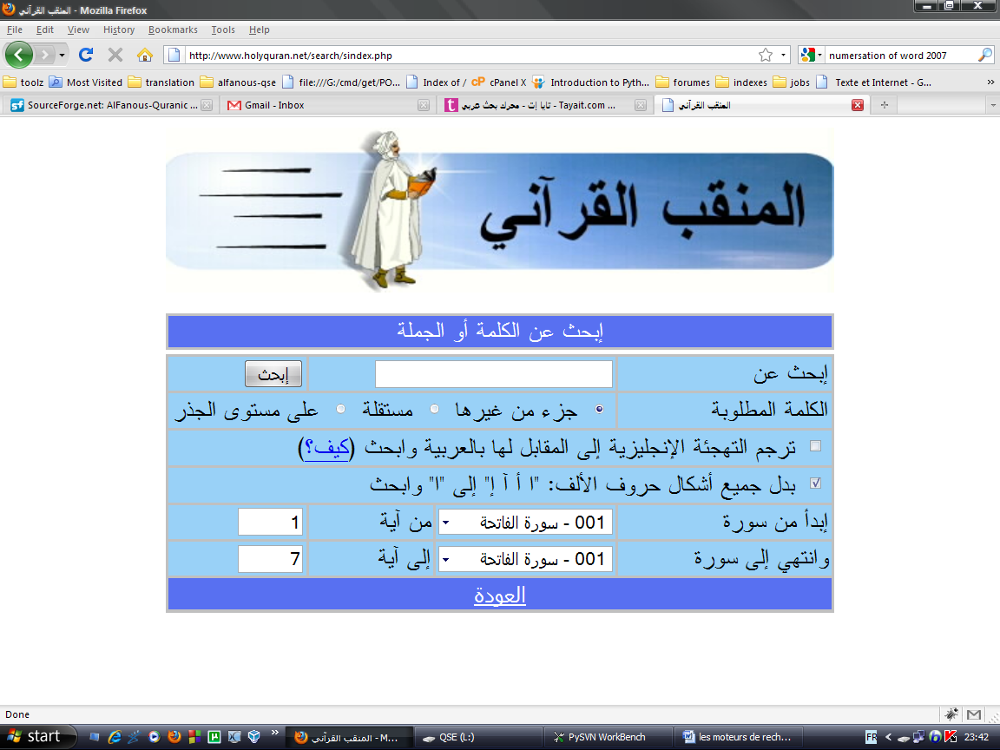 المنقب القرآني - Mozilla Firefox
File Edit View History Bookmarks Tools Help
http://www.holyquran.net/search/sindex.php numersation of word 2007
toolz Most Visited translation alfanous-qse file:///G:/cmd/get/PO... Index of / cPanel X Introduction to Pyth... forumes indexes jobs Texte et Internet - G... »
SourceForge.net: AlFanous-Quranic ... Gmail - Inbox تايا إت - محرك بحث عربي - Tayait.com ... المنقب القرآني
المنقب القرآني
إبحث عن الكلمة أو الجملة
إبحث عن إبحث
الكلمة المطلوبة جزء من غيرها مستقلة على مستوى الجذر
ترجم التهجئة الإنجليزية إلى المقابل لها بالعربية وابحث (كيف؟)
بدل جميع أشكال حروف الألف: "ا أ آ إ" إلى "ا" وابحث
إبدأ من سورة 001 - سورة الفاتحة من آية 1
وانتهي إلى سورة 001 - سورة الفاتحة إلى آية 7
العودة
Done
start » المنقب القرآني - M... QSE (L:) PySVN WorkBench les moteurs de rech... FR 23:42